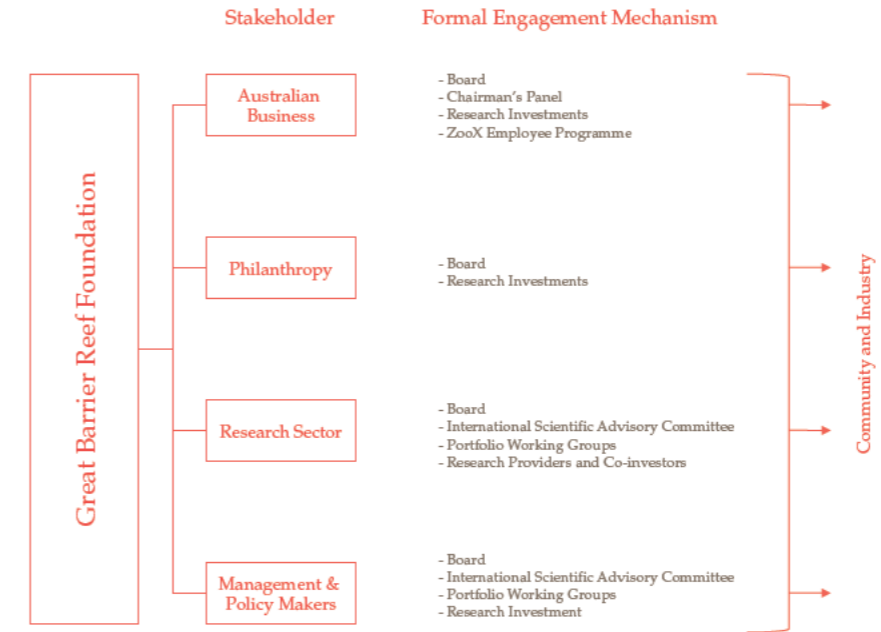 Stakeholder
Formal Engagement Mechanism
Great Barrier Reef Foundation
Australian
Business
- Board
- Chairman's Panel
- Research Investments
- ZooX Employee Programme
Philanthropy
- Board
- Research Investments
Research Sector
- Board
- International Scientific Advisory Committee
- Portfolio Working Groups
- Research Providers and Co-investors
Management &
Policy Makers
- Board
- International Scientific Advisory Committee
- Portfolio Working Groups
- Research Investment
Community and Industry